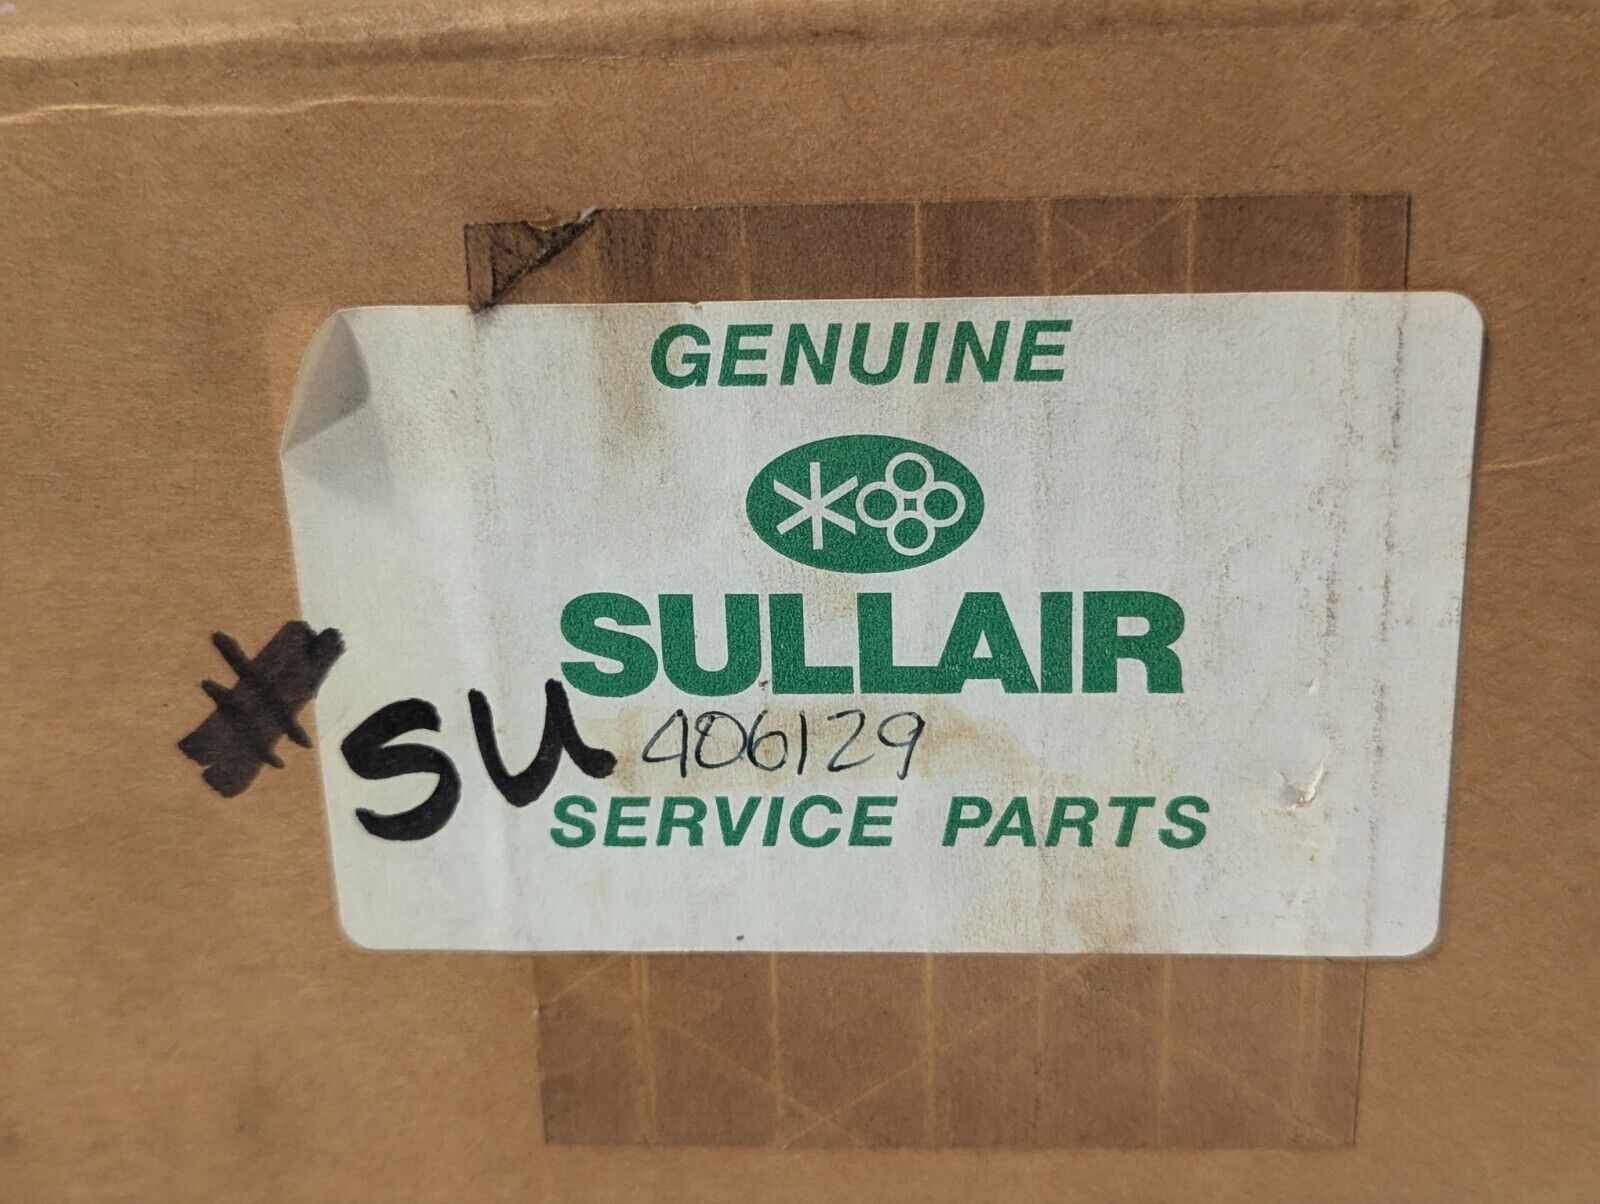 GENUINE
SULLAIR
SU 406129
SERVICE PARTS